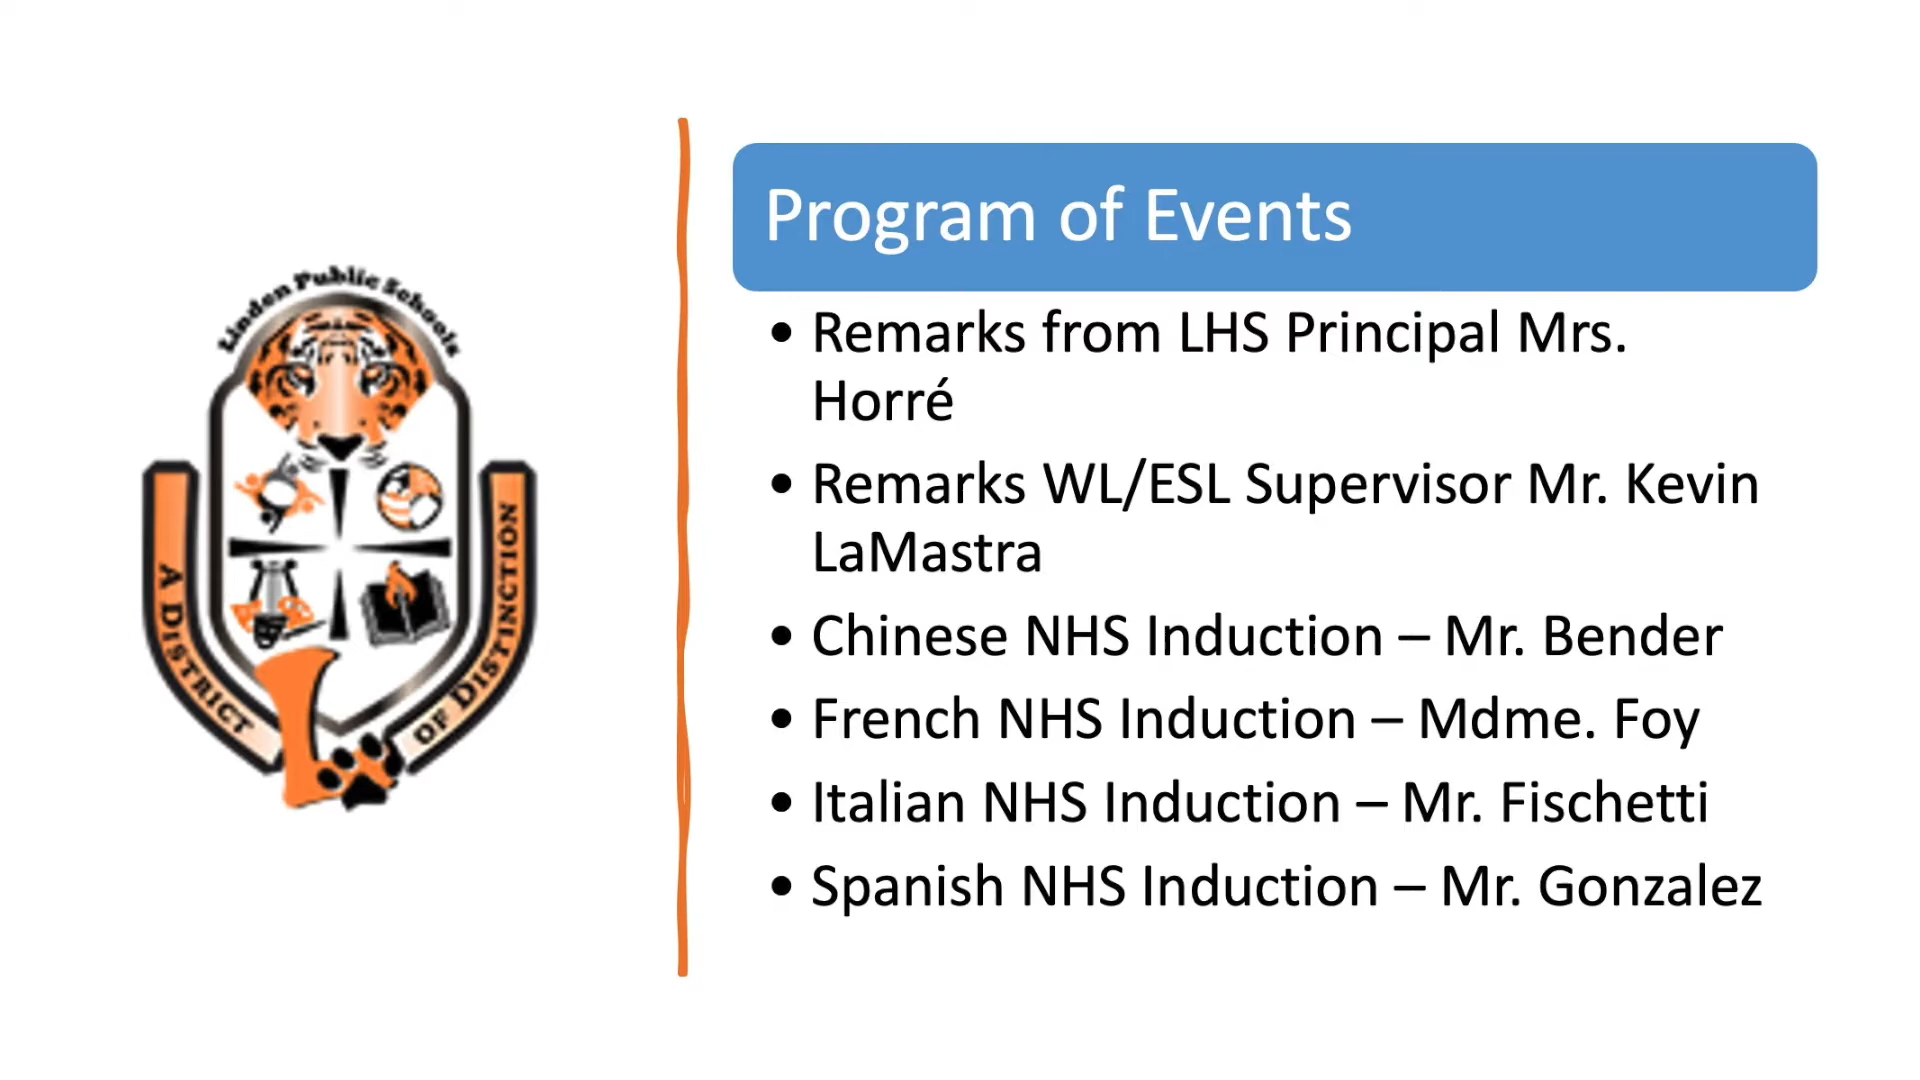 Linden Public Schools
A DISTRICT OF DISTINCTION
Program of Events
• Remarks from LHS Principal Mrs.
Horré
• Remarks WL/ESL Supervisor Mr. Kevin
LaMastra
• Chinese NHS Induction – Mr. Bender
• French NHS Induction – Mdme. Foy
• Italian NHS Induction – Mr. Fischetti
• Spanish NHS Induction – Mr. Gonzalez